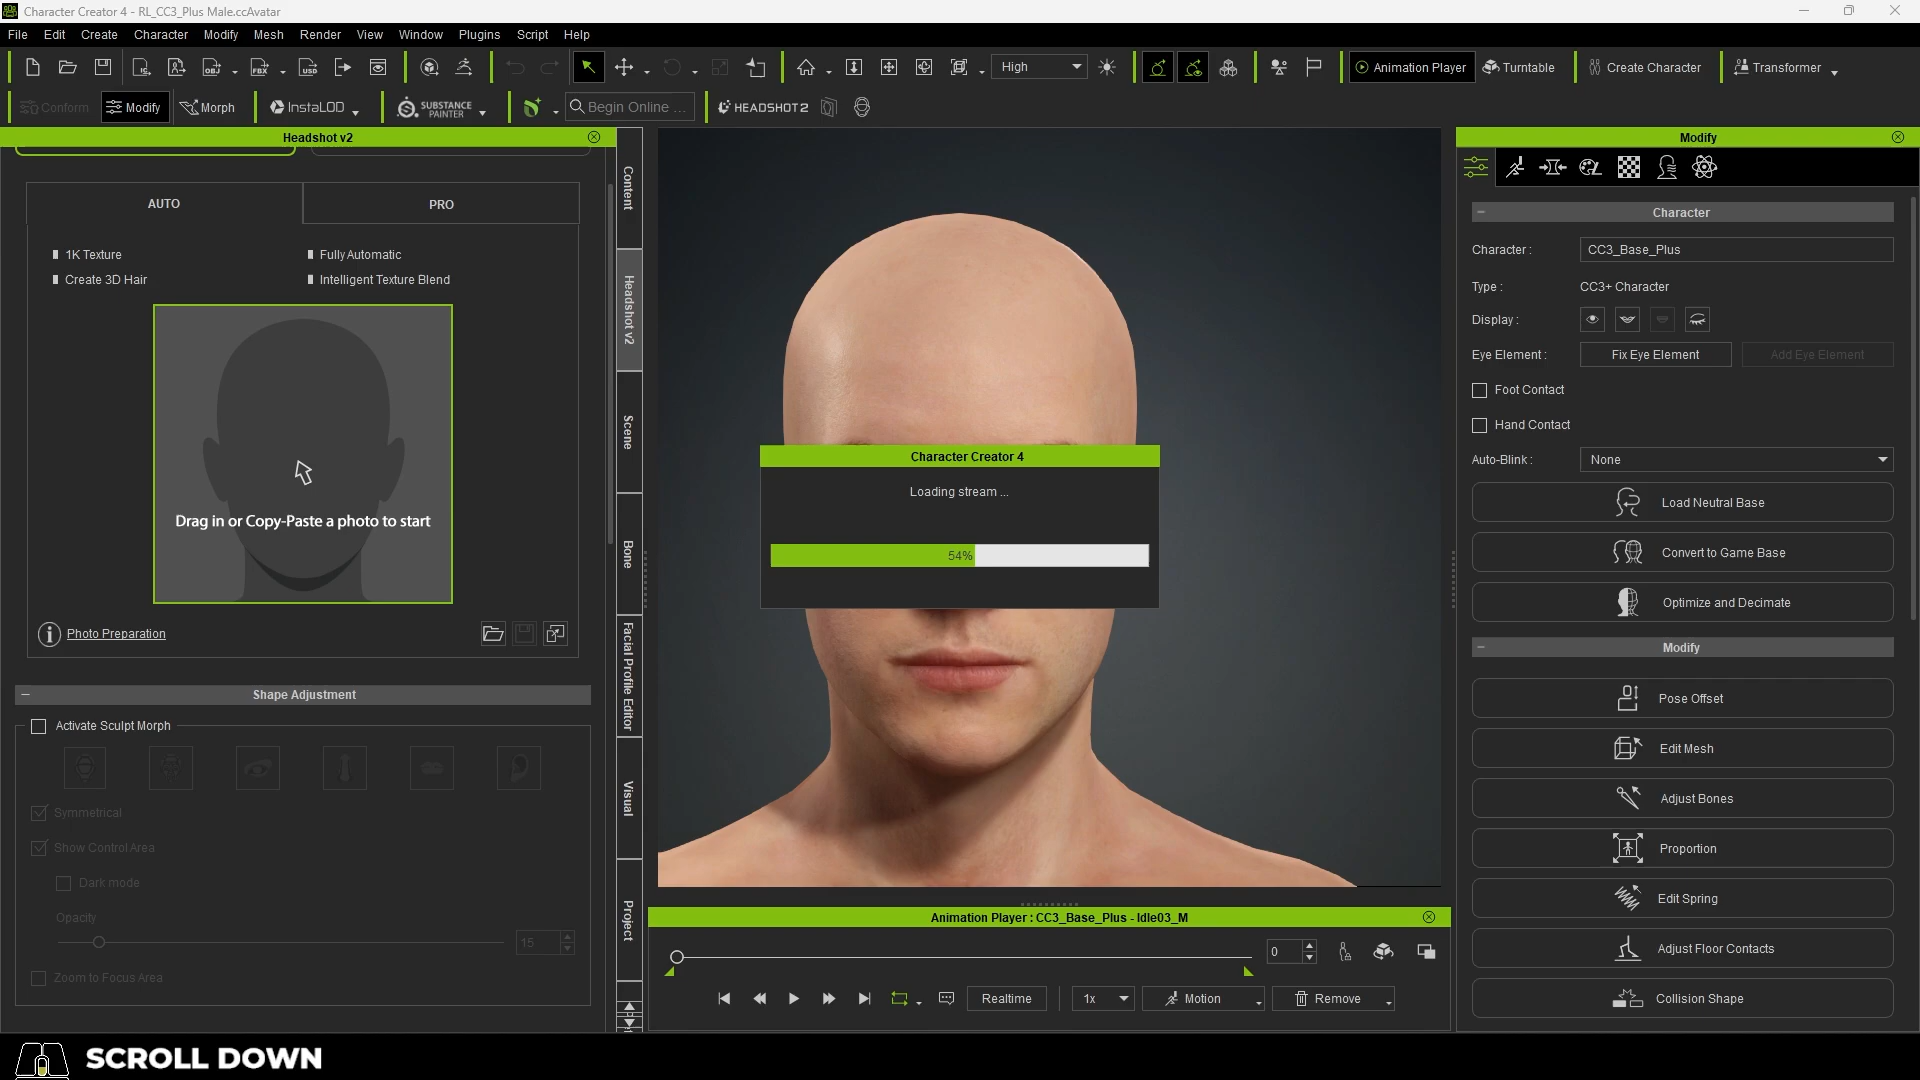 Character Creator 4 - RL_CC3_Plus Male.ccAvatar
File Edit Create Character Modify Mesh Render View Window Plugins Script Help
High Animation Player Turntable Create Character Transformer
Conform Modify Morph InstaLOD SUBSTANCE PAINTER Begin Online ... HEADSHOT 2
Headshot v2
AUTO PRO
1K Texture Fully Automatic
Create 3D Hair Intelligent Texture Blend
Drag in or Copy-Paste a photo to start
Photo Preparation
Shape Adjustment
Activate Sculpt Morph
Symmetrical
Show Control Area
Dark mode
Opacity
15
Zoom to Focus Area
Content
Headshot v2
Scene
Bone
Facial Profile Editor
Visual
Project
Character Creator 4
Loading stream ...
54%
Animation Player : CC3_Base_Plus - Idle03_M
0
Realtime 1x Motion Remove
Modify
Character
Character : CC3_Base_Plus
Type : CC3+ Character
Display :
Eye Element : Fix Eye Element Add Eye Element
Foot Contact
Hand Contact
Auto-Blink : None
Load Neutral Base
Convert to Game Base
Optimize and Decimate
Modify
Pose Offset
Edit Mesh
Adjust Bones
Proportion
Edit Spring
Adjust Floor Contacts
Collision Shape
SCROLL DOWN